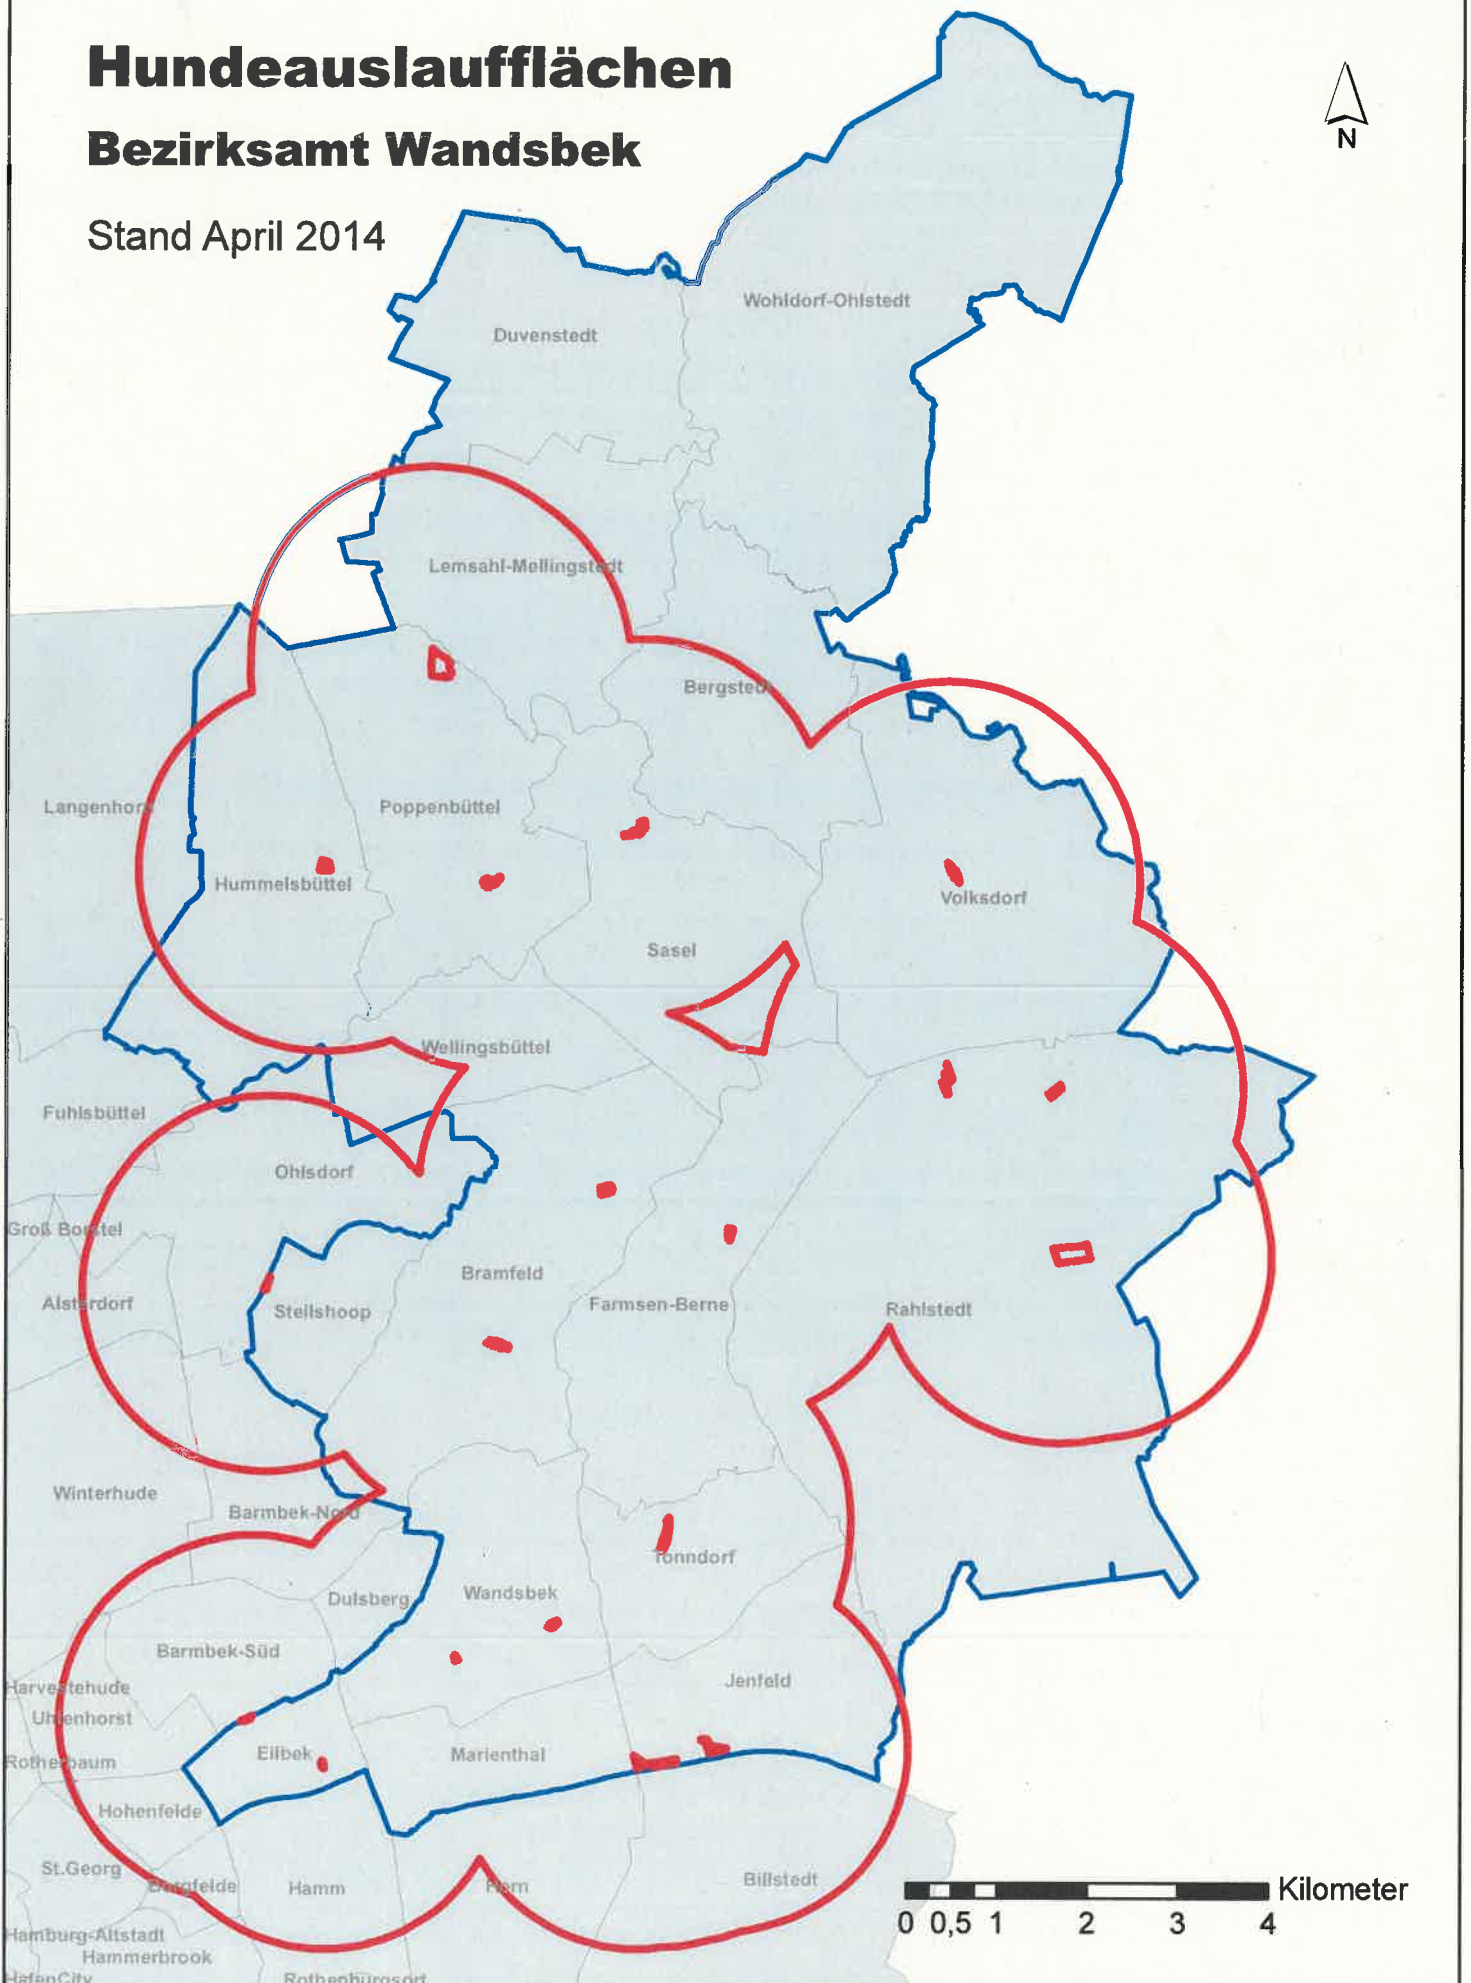 Hundeauslaufflächen
Bezirksamt Wandsbek
Stand April 2014
N
Wohldorf-Ohlstedt
Duvenstedt
Lemsahl-Mellingstedt
Bergstedt
Langenhorn
Poppenbüttel
Hummelsbüttel
Volksdorf
Sasel
Wellingsbüttel
Fuhlsbüttel
Ohlsdorf
Groß Borstel
Bramfeld
Alsterdorf
Steilshoop
Farmsen-Berne
Rahlstedt
Winterhude
Barmbek-Nord
Tonndorf
Dulsberg
Wandsbek
Barmbek-Süd
Jenfeld
Harvestehude
Uhlenhorst
Eilbek
Marienthal
Rotherbaum
Hohenfelde
St.Georg
Borgfelde
Hamm
Horn
Billstedt
Kilometer
0 0,5 1 2 3 4
Hamburg-Altstadt
Hammerbrook
HafenCity
Rothenburgsort